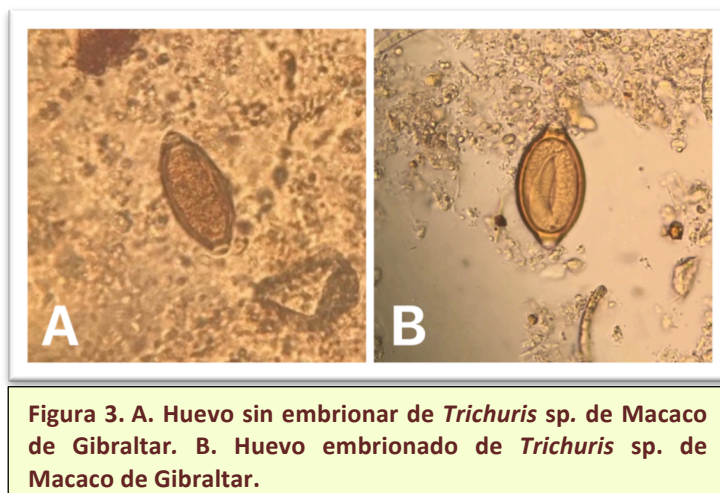 A
B
Figura 3. A. Huevo sin embrionar de Trichuris sp. de Macaco
de Gibraltar. B. Huevo embrionado de Trichuris sp. de
Macaco de Gibraltar.